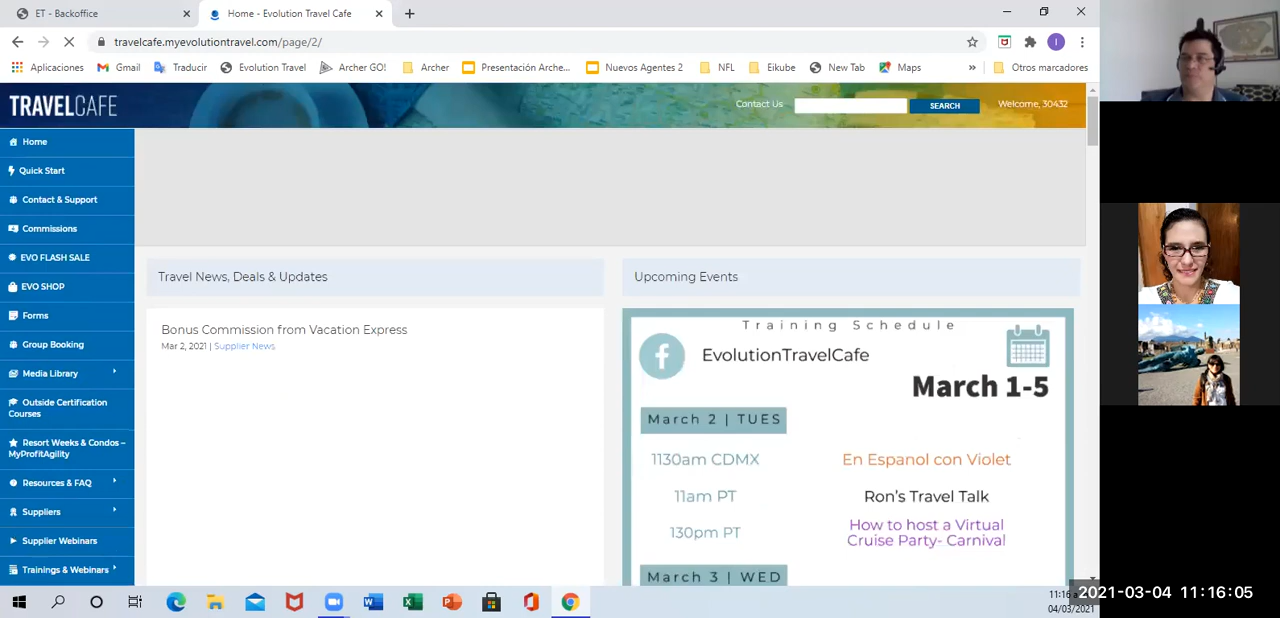 ET - Backoffice
Home - Evolution Travel Cafe
travelcafe.myevolutiontravel.com/page/2/
Aplicaciones
Gmail
Traducir
Evolution Travel
Archer GO!
Archer
Presentación Arche...
Nuevos Agentes 2
NFL
Eikube
New Tab
Maps
»
Otros marcadores
TRAVELCAFE
Contact Us
SEARCH
Welcome, 30432
Home
Quick Start
Contact & Support
Commissions
EVO FLASH SALE
EVO SHOP
Forms
Group Booking
Media Library
Outside Certification
Courses
Resort Weeks & Condos –
MyProfitAgility
Resources & FAQ
Suppliers
Supplier Webinars
Trainings & Webinars
Travel News, Deals & Updates
Bonus Commission from Vacation Express
Mar 2, 2021 | Supplier News
Upcoming Events
Training Schedule
EvolutionTravelCafe
March 1-5
March 2 | TUES
1130am CDMX En Espanol con Violet
11am PT Ron's Travel Talk
130pm PT How to host a Virtual
Cruise Party- Carnival
March 3 | WED
11:16 a
04/03/2021
2021-03-04 11:16:05